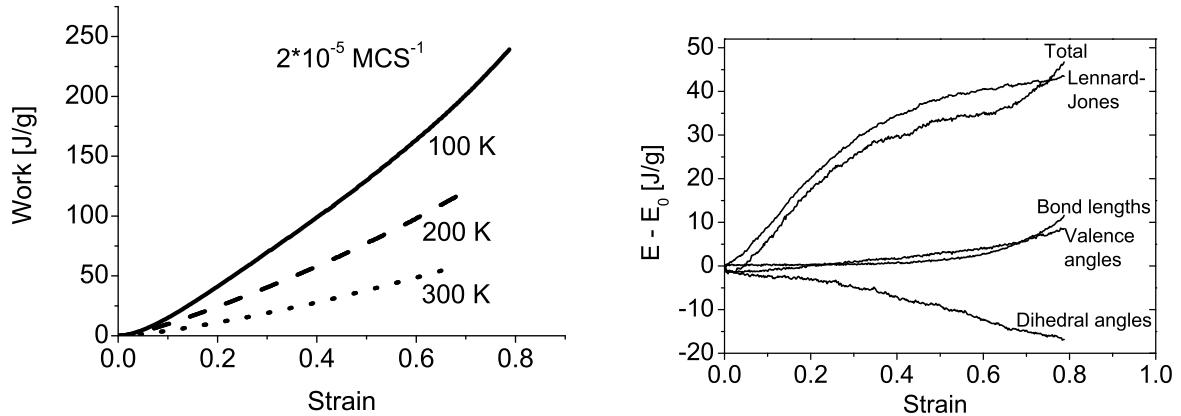 250
200
150
100
50
0
0.0 0.2 0.4 0.6 0.8
Work [J/g]
Strain
2*10⁻⁵ MCS⁻¹
100 K
200 K
300 K
50
40
30
20
10
0
-10
-20
0.0 0.2 0.4 0.6 0.8 1.0
E - E₀ [J/g]
Strain
Total
Lennard-
Jones
Bond lengths
Valence
angles
Dihedral angles